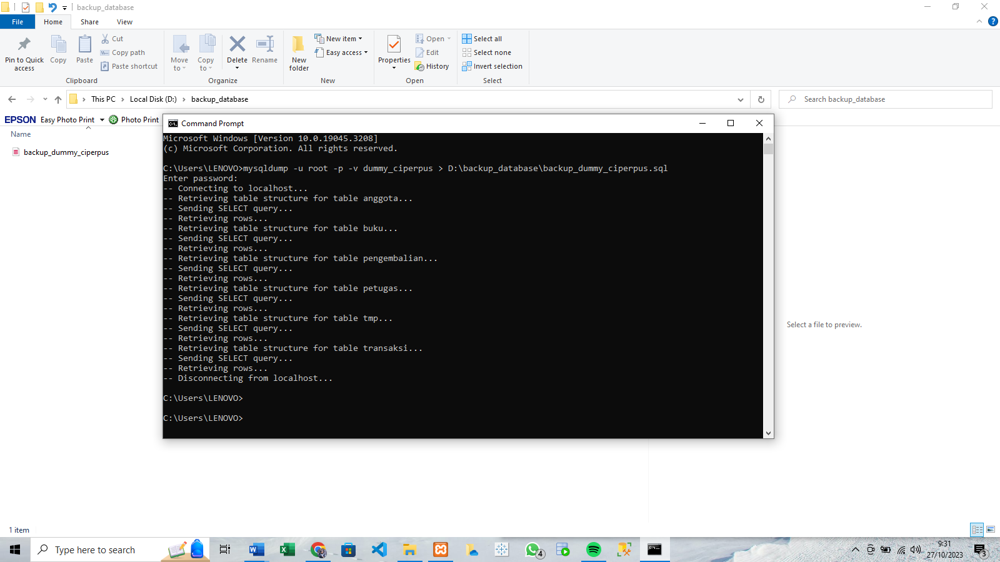 backup_database
File Home Share View
Pin to Quick access
Copy
Paste
Cut
Copy path
Paste shortcut
Clipboard
Move to
Copy to
Delete
Rename
Organize
New folder
New item
Easy access
New
Properties
Open
Edit
History
Open
Select all
Select none
Invert selection
Select
This PC > Local Disk (D:) > backup_database
Search backup_database
EPSON Easy Photo Print Photo Print
Name
backup_dummy_ciperpus
Command Prompt
Microsoft Windows [Version 10.0.19045.3208]
(c) Microsoft Corporation. All rights reserved.
C:\Users\LENOVO>mysqldump -u root -p -v dummy_ciperpus > D:\backup_database\backup_dummy_ciperpus.sql
Enter password:
-- Connecting to localhost...
-- Retrieving table structure for table anggota...
-- Sending SELECT query...
-- Retrieving rows...
-- Retrieving table structure for table buku...
-- Sending SELECT query...
-- Retrieving rows...
-- Retrieving table structure for table pengembalian...
-- Sending SELECT query...
-- Retrieving rows...
-- Retrieving table structure for table petugas...
-- Sending SELECT query...
-- Retrieving rows...
-- Retrieving table structure for table tmp...
-- Sending SELECT query...
-- Retrieving rows...
-- Retrieving table structure for table transaksi...
-- Sending SELECT query...
-- Retrieving rows...
-- Disconnecting from localhost...
C:\Users\LENOVO>
C:\Users\LENOVO>
Select a file to preview.
1 item
Type here to search
4
9:31
27/10/2023
3